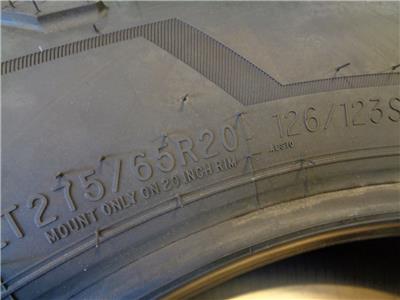 LT275/65R20 126/123S
MOUNT ONLY ON 20 INCH RIM